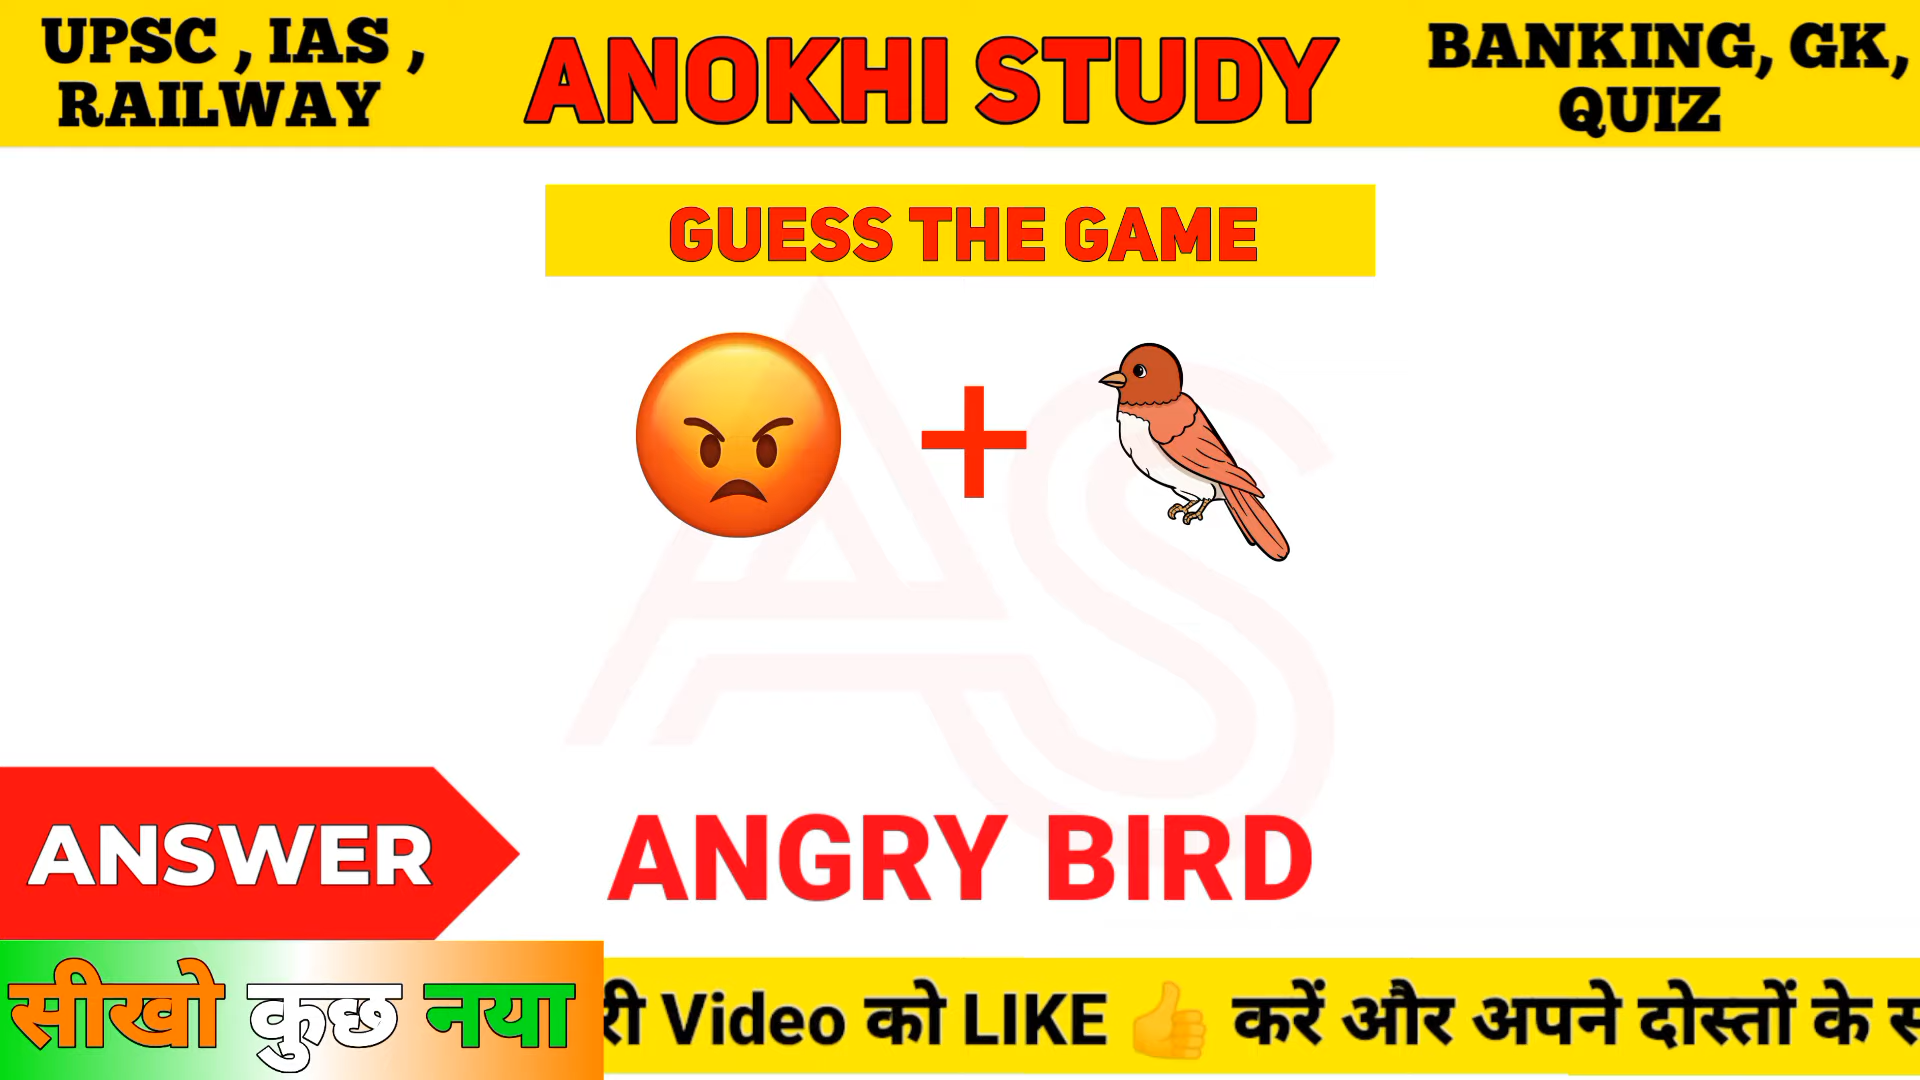 UPSC , IAS ,
RAILWAY
ANOKHI STUDY
BANKING, GK,
QUIZ
GUESS THE GAME
AS
ANSWER
ANGRY BIRD
सीखो कुछ नया
Video को LIKE 👍 करें और अपने दोस्तों के